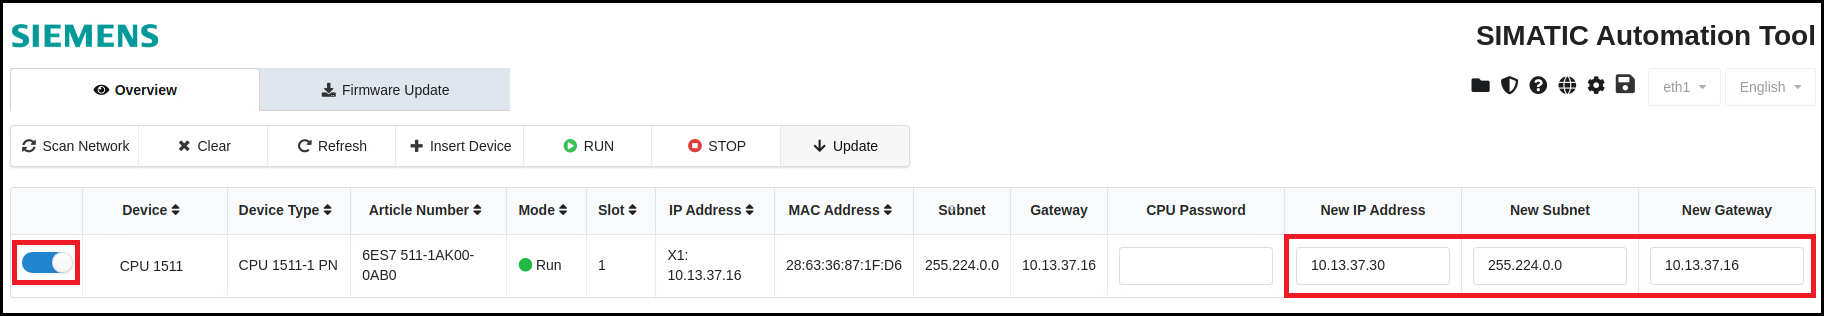 SIEMENS
SIMATIC Automation Tool
Overview
Firmware Update
eth1
English
Scan Network
Clear
Refresh
Insert Device
RUN
STOP
Update
Device
Device Type
Article Number
Mode
Slot
IP Address
MAC Address
Subnet
Gateway
CPU Password
New IP Address
New Subnet
New Gateway
CPU 1511
CPU 1511-1 PN
6ES7 511-1AK00-
0AB0
Run
1
X1:
10.13.37.16
28:63:36:87:1F:D6
255.224.0.0
10.13.37.16
10.13.37.30
255.224.0.0
10.13.37.16